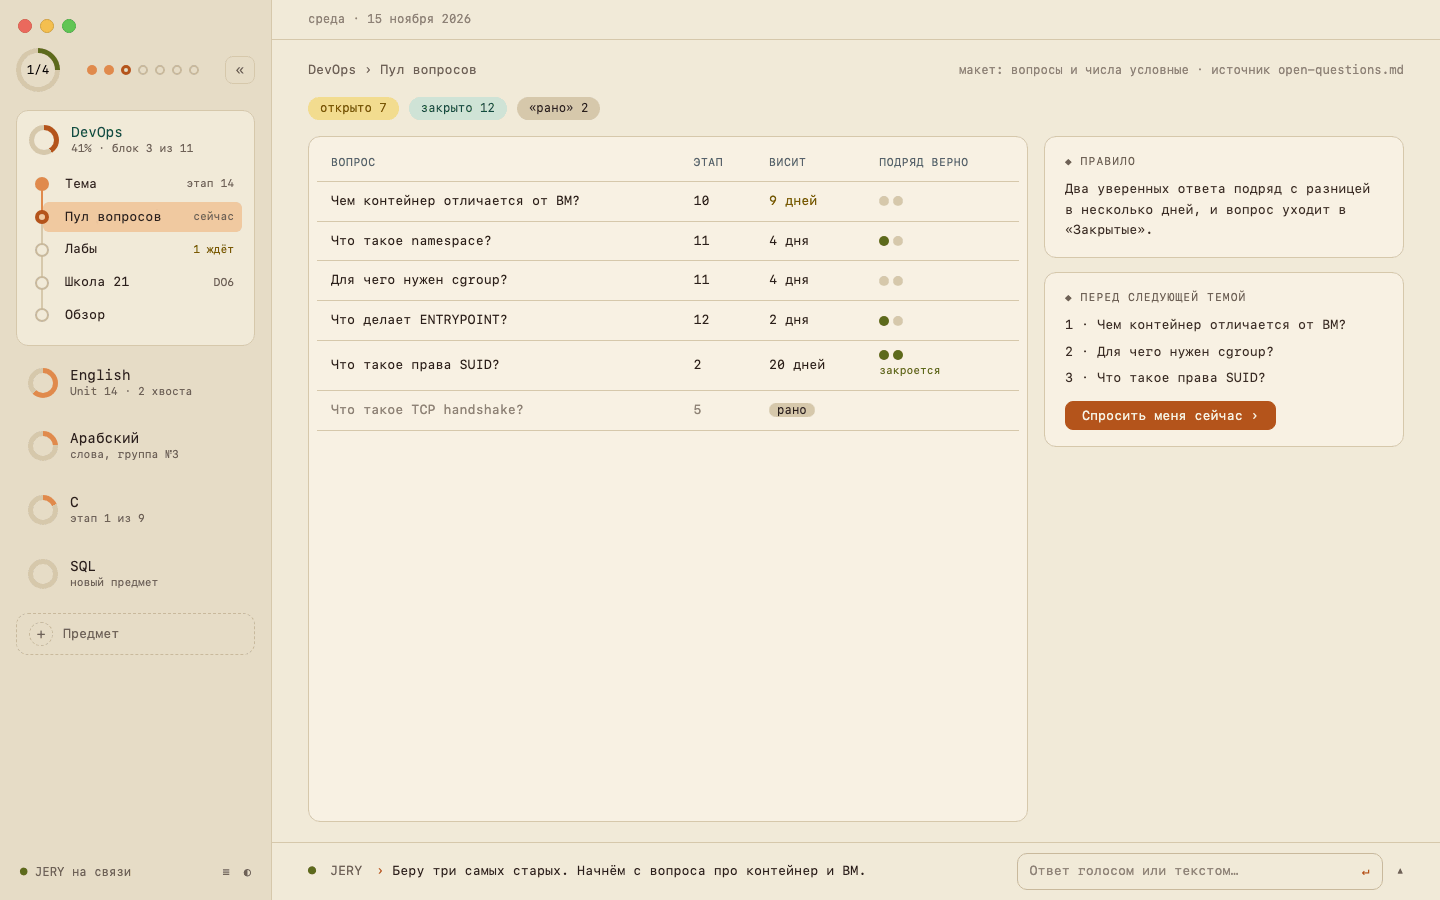 среда · 15 ноября 2026
1/4
«
DevOps
41% · блок 3 из 11
Тема этап 14
Пул вопросов сейчас
Лабы 1 ждёт
Школа 21 DO6
Обзор
English
Unit 14 · 2 хвоста
Арабский
слова, группа №3
C
этап 1 из 9
SQL
новый предмет
+ Предмет
JERY на связи
DevOps › Пул вопросов
макет: вопросы и числа условные · источник open-questions.md
открыто 7 закрыто 12 «рано» 2
ВОПРОС ЭТАП ВИСИТ ПОДРЯД ВЕРНО
Чем контейнер отличается от ВМ? 10 9 дней
Что такое namespace? 11 4 дня
Для чего нужен cgroup? 11 4 дня
Что делает ENTRYPOINT? 12 2 дня
Что такое права SUID? 2 20 дней закроется
Что такое TCP handshake? 5 рано
◆ ПРАВИЛО
Два уверенных ответа подряд с разницей
в несколько дней, и вопрос уходит в
«Закрытые».
◆ ПЕРЕД СЛЕДУЮЩЕЙ ТЕМОЙ
1 · Чем контейнер отличается от ВМ?
2 · Для чего нужен cgroup?
3 · Что такое права SUID?
Спросить меня сейчас ›
JERY › Беру три самых старых. Начнём с вопроса про контейнер и ВМ.
Ответ голосом или текстом… ↵